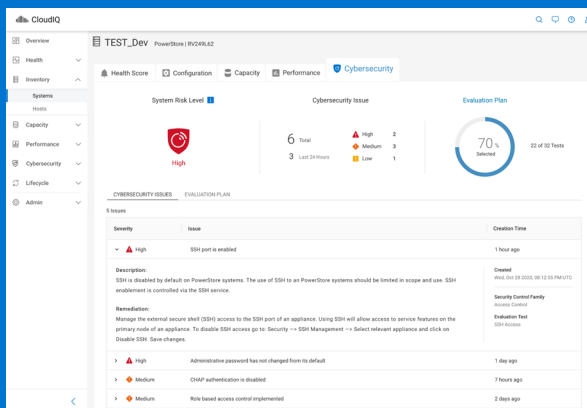 CloudIQ
Overview
Health
Inventory
Systems
Hosts
Capacity
Performance
Cybersecurity
Lifecycle
Admin
TEST_Dev PowerStore | RV249L62
Health Score
Configuration
Capacity
Performance
Cybersecurity
System Risk Level
High
Cybersecurity Issue
6 Total
3 Last 24 Hours
High 2
Medium 3
Low 1
Evaluation Plan
70 %
Selected
22 of 32 Tests
CYBERSECURITY ISSUES EVALUATION PLAN
5 Issues
Severity Issue Creation Time
High SSH port is enabled 1 hour ago
Description:
SSH is disabled by default on PowerStore systems. The use of SSH to an PowerStore systems should be limited in scope and use. SSH
enablement is controlled via the SSH service.
Remediation:
Manage the external secure shell (SSH) access to the SSH port of an appliance. Using SSH will allow access to service features on the
primary node of an appliance. To disable SSH access go to: Security —> SSH Management —> Select relevant appliance and click on
Disable SSH. Save changes.
Created
Wed, Oct 28 2020, 08:12:55 PM UTC
Security Control Family
Access Control
Evaluation Test
SSH Access
High Administrative password has not changed from its default 1 day ago
Medium CHAP authentication is disabled 7 hours ago
Medium Role based access control implemented 2 days ago